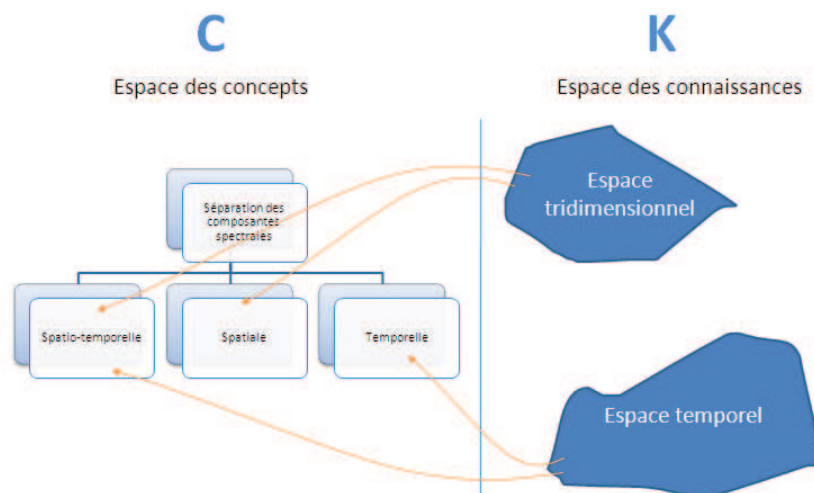 C
Espace des concepts
Séparation des
composantes
spectrales
Spatio-temporelle
Spatiale
Temporelle
K
Espace des connaissances
Espace
tridimensionnel
Espace temporel